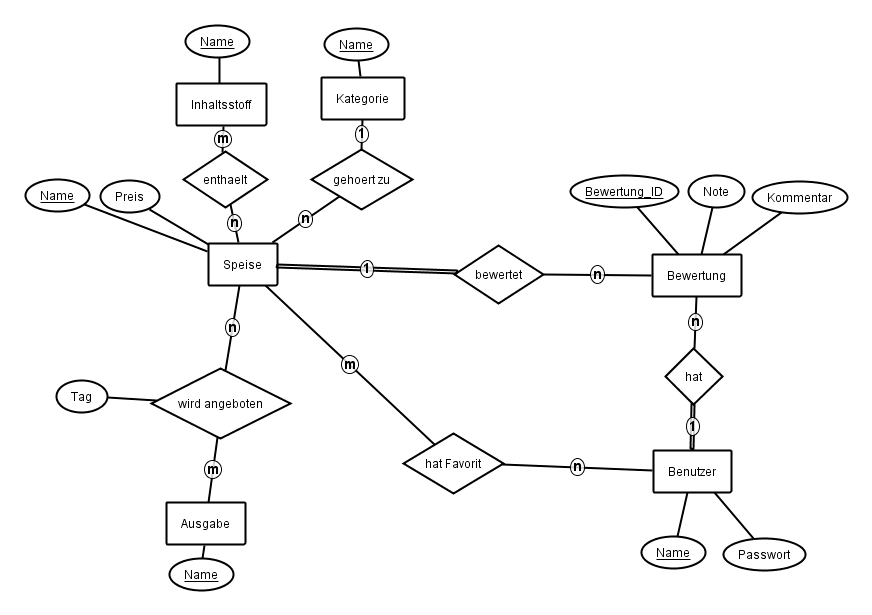 Name
Name
Inhaltsstoff
Kategorie
m
1
enthaelt
gehoert zu
Name
Preis
Bewertung_ID
Note
Kommentar
n
n
Speise
1
bewertet
n
Bewertung
n
n
m
hat
Tag
wird angeboten
1
m
hat Favorit
n
Benutzer
Ausgabe
Name
Passwort
Name